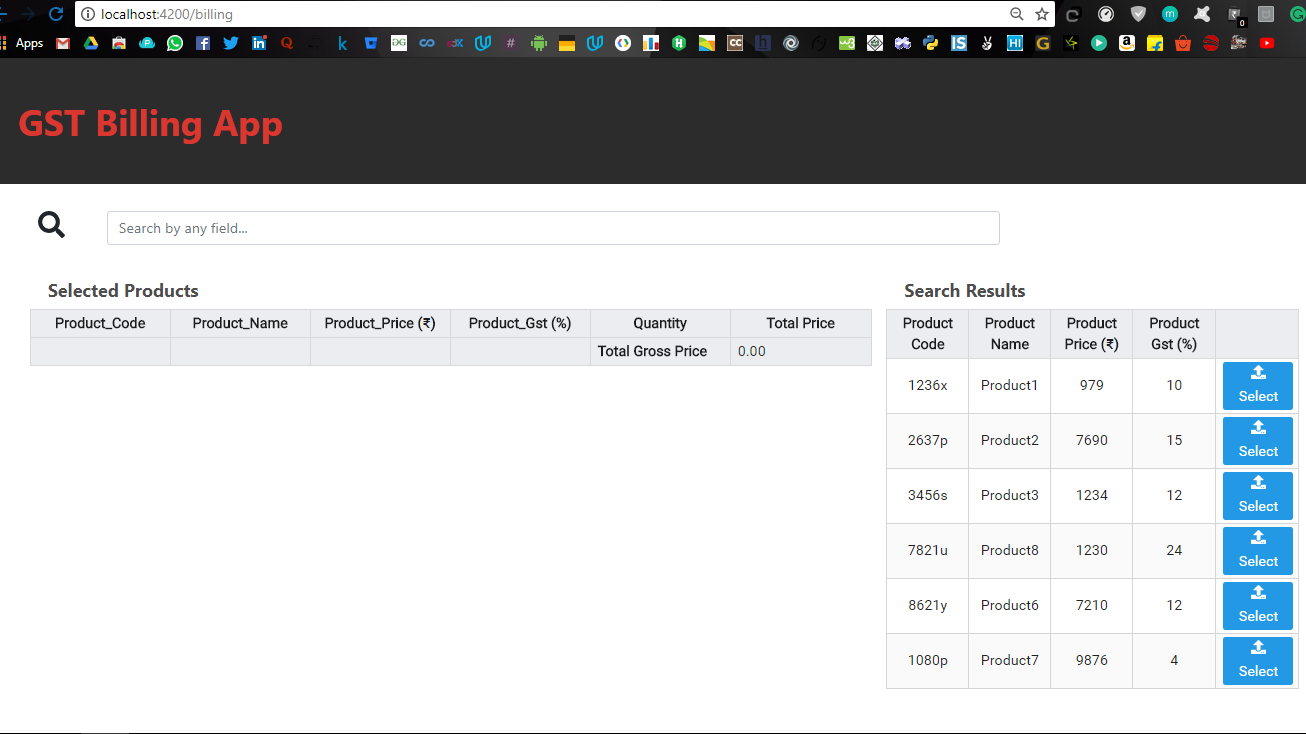 localhost:4200/billing
Apps
GST Billing App
Search by any field...
Selected Products
Product_Code Product_Name Product_Price (₹) Product_Gst (%) Quantity Total Price
Total Gross Price 0.00
Search Results
Product Code Product Name Product Price (₹) Product Gst (%)
1236x Product1 979 10 Select
2637p Product2 7690 15 Select
3456s Product3 1234 12 Select
7821u Product8 1230 24 Select
8621y Product6 7210 12 Select
1080p Product7 9876 4 Select